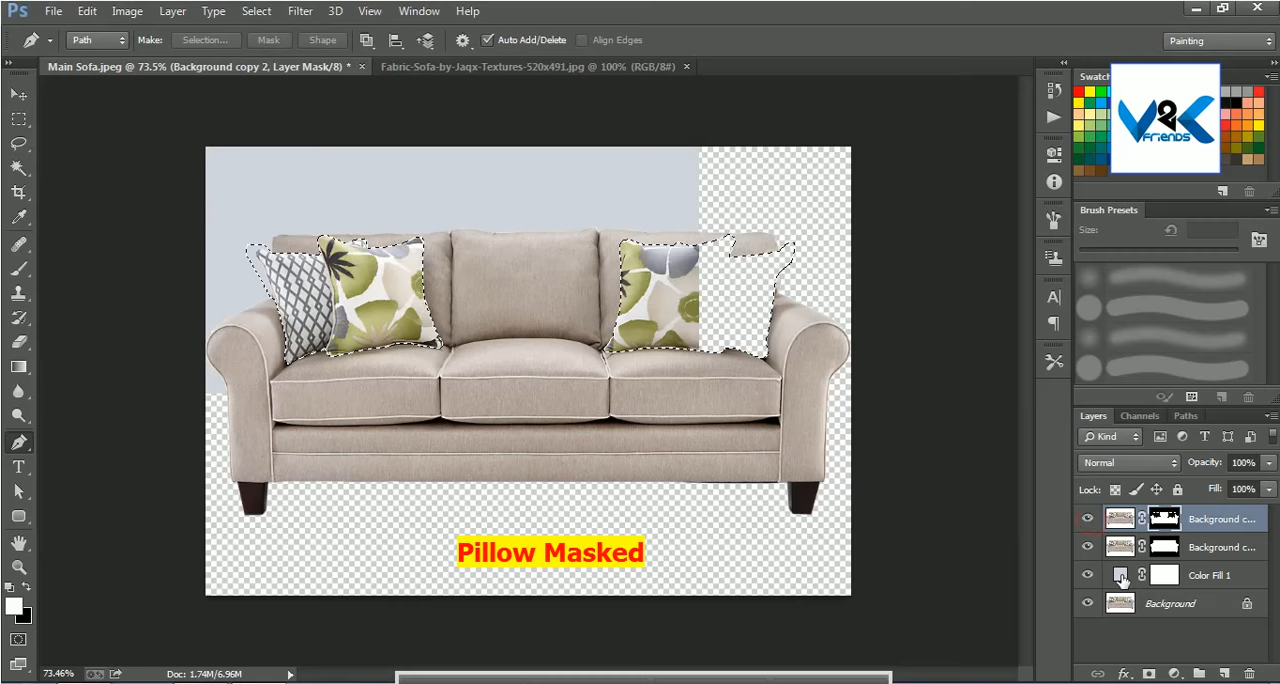 Ps File Edit Image Layer Type Select Filter 3D View Window Help
Path Make: Selection... Mask Shape Auto Add/Delete Align Edges Painting
Main Sofa.jpeg @ 73.5% (Background copy 2, Layer Mask/8) * × Fabric-Sofa-by-Jaqx-Textures-520x491.jpg @ 100% (RGB/8#) ×
Swatc
V2K
Friends
Brush Presets
Size:
Layers Channels Paths
Kind
Normal Opacity: 100%
Lock: Fill: 100%
Background c...
Background c...
Color Fill 1
Background
Pillow Masked
73.46% Doc: 1.74M/6.96M